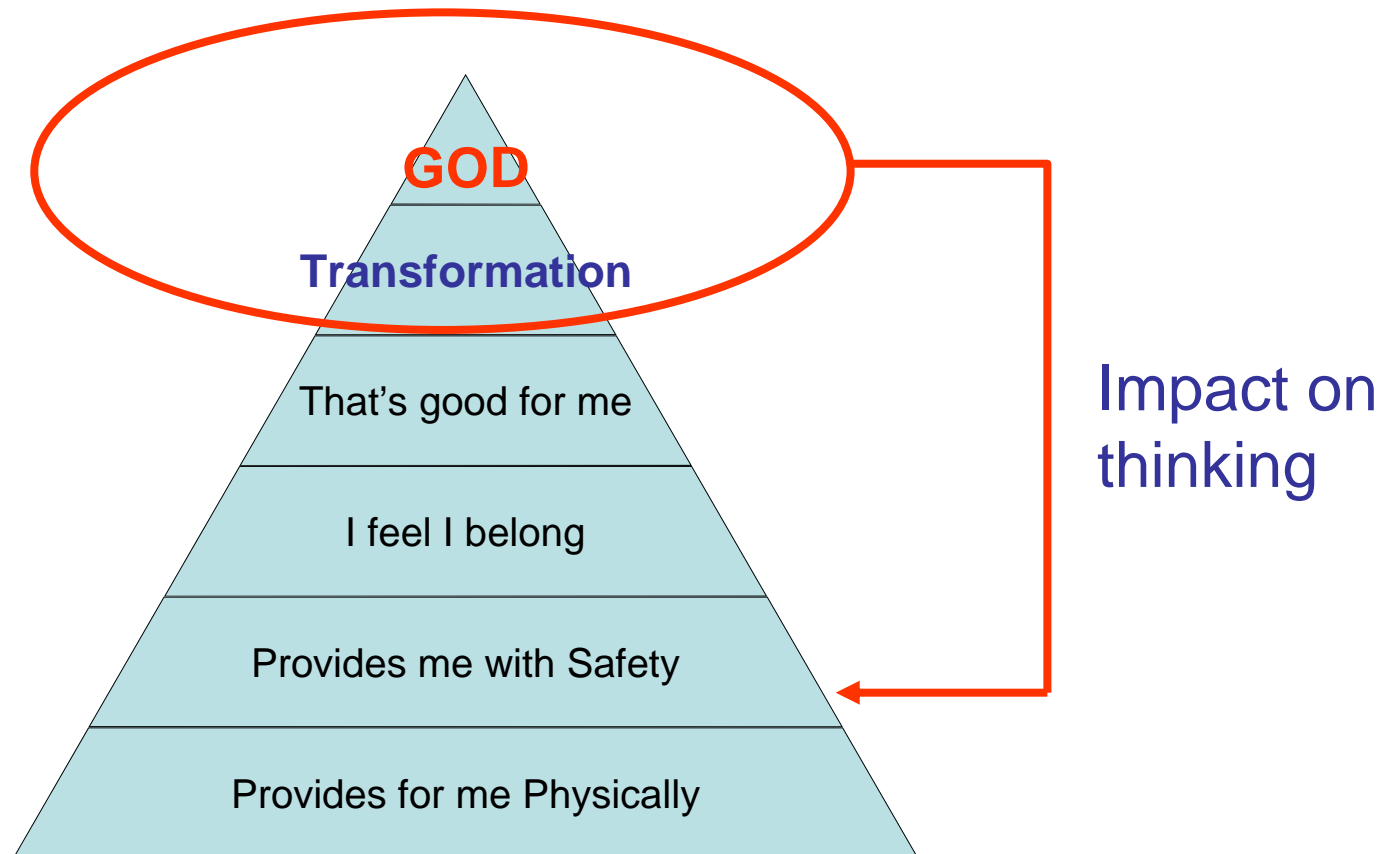 GOD
Transformation
That’s good for me
I feel I belong
Provides me with Safety
Provides for me Physically
Impact on
thinking